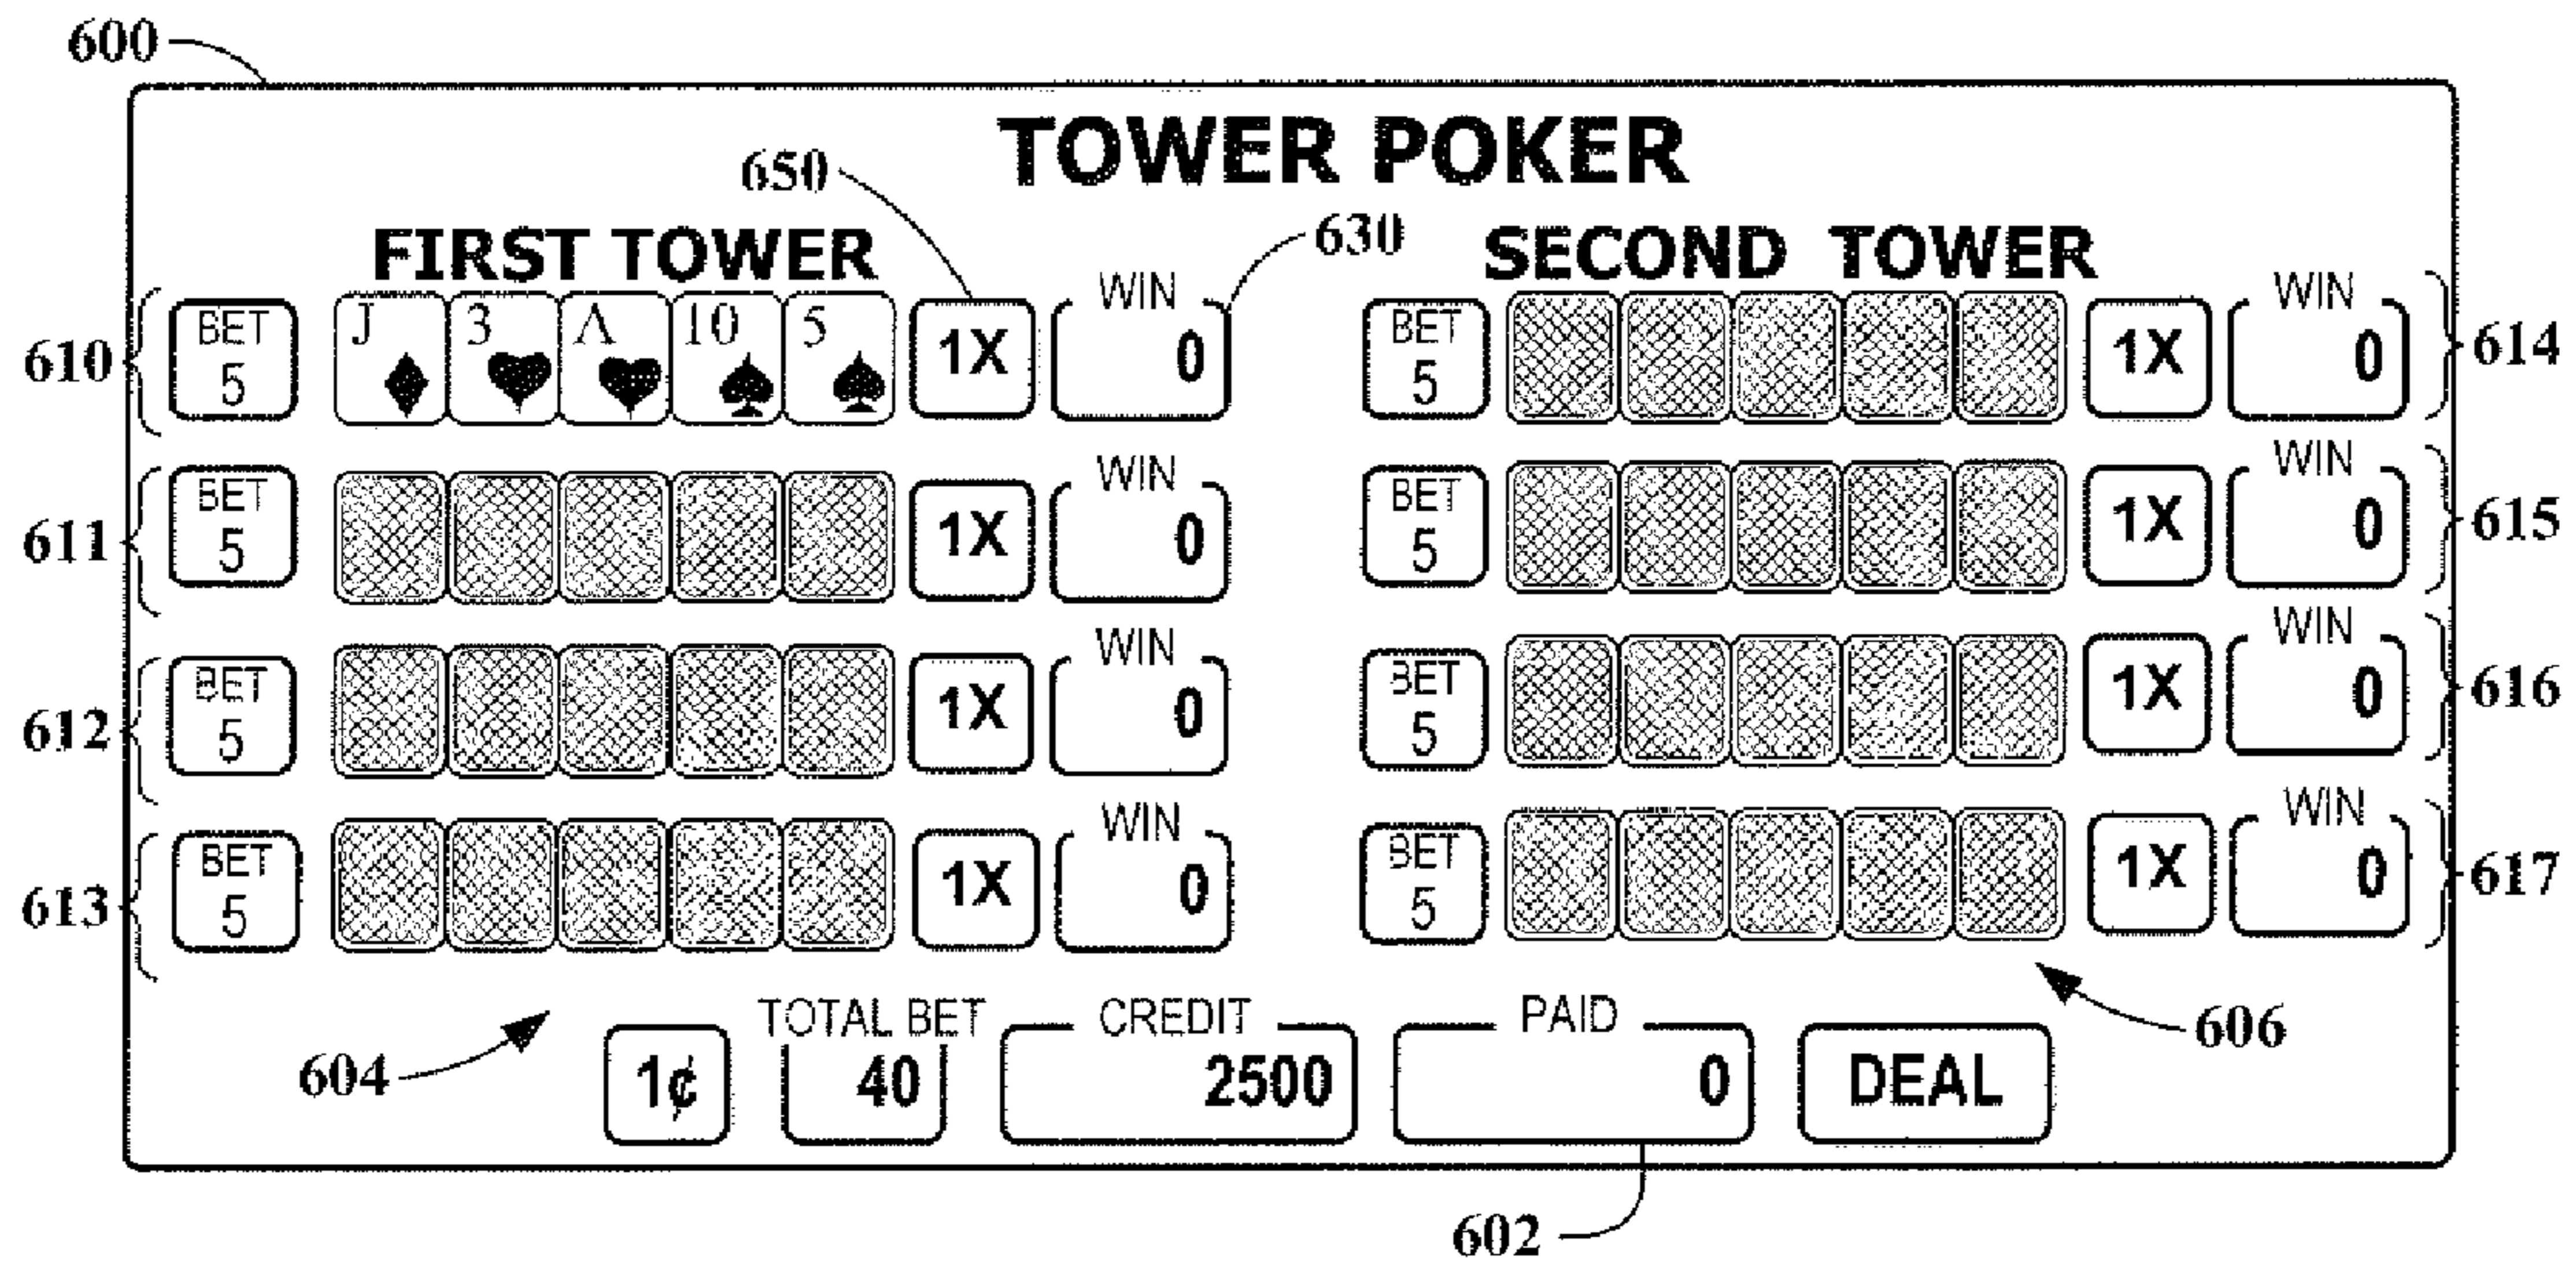 600
TOWER POKER
650
630
FIRST TOWER
SECOND TOWER
610
BET
5
J
3
A
10
5
1X
WIN
0
BET
5
1X
WIN
0
614
611
BET
5
1X
WIN
0
BET
5
1X
WIN
0
615
612
BET
5
1X
WIN
0
BET
5
1X
WIN
0
616
613
BET
5
1X
WIN
0
BET
5
1X
WIN
0
617
604
1¢
TOTAL BET
40
CREDIT
2500
PAID
0
DEAL
606
602